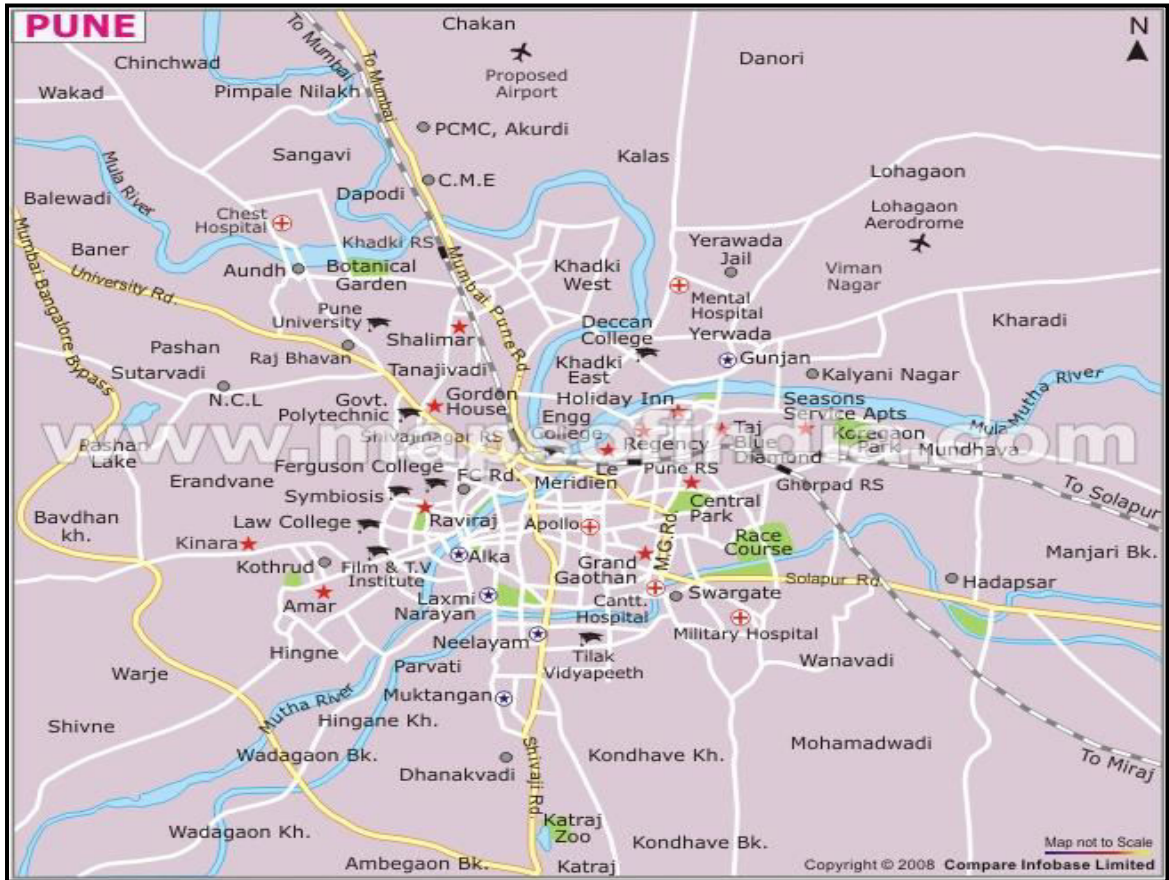 PUNE
N
Chakan
To Mumbai
To Mumbai
Chinchwad
Proposed
Airport
Danori
Wakad
Pimpale Nilakh
PCMC, Akurdi
Sangavi
Kalas
Lohagaon
Mula River
Dapodi
C.M.E
Balewadi
Chest
Hospital
Lohagaon
Aerodrome
Baner
Khadki RS
Yerawada
Jail
Aundh
Botanical
Garden
Khadki
West
Viman
Nagar
Mumbai Bangalore Bypass
University Rd
Mumbai Pune Rd.
Mental
Hospital
Pune
University
Shalimar
Deccan
College
Yerwada
Kharadi
Pashan
Raj Bhavan
Khadki
East
Gunjan
Sutarvadi
Tanajivadi
Kalyani Nagar
N.C.L
Govt.
Polytechnic
Gordon
House
Holiday Inn
Seasons
Service Apts
Mula-Mutha River
Engg
College
www.mapsofindia.com
Pashan
Lake
Shivajinagar RS
Regency
Taj
Blue
Diamond
Koregaon
Park
Mundhava
Ferguson College
FC Rd.
Le
Meridien
Pune RS
Ghorpad RS
Erandvane
Symbiosis
Central
Park
To Solapur
Bavdhan
kh.
Law College
Raviraj
Apollo
M.G.Rd.
Race
Course
Kinara
Alka
Grand
Gaothan
Manjari Bk.
Kothrud
Film & T.V
Institute
Solapur Rd
Hadapsar
Amar
Laxmi
Narayan
Cantt.
Hospital
Swargate
Neelayam
Military Hospital
Hingne
Tilak
Vidyapeeth
Wanavadi
Warje
Parvati
Mutha River
Muktangan
Shivne
Hingane Kh.
Wadagaon Bk.
Shivaji Rd.
Kondhave Kh.
Mohamadwadi
Dhanakvadi
To Miraj
Wadagaon Kh.
Katraj
Zoo
Kondhave Bk.
Map not to Scale
Ambegaon Bk.
Katraj
Copyright © 2008 Compare Infobase Limited